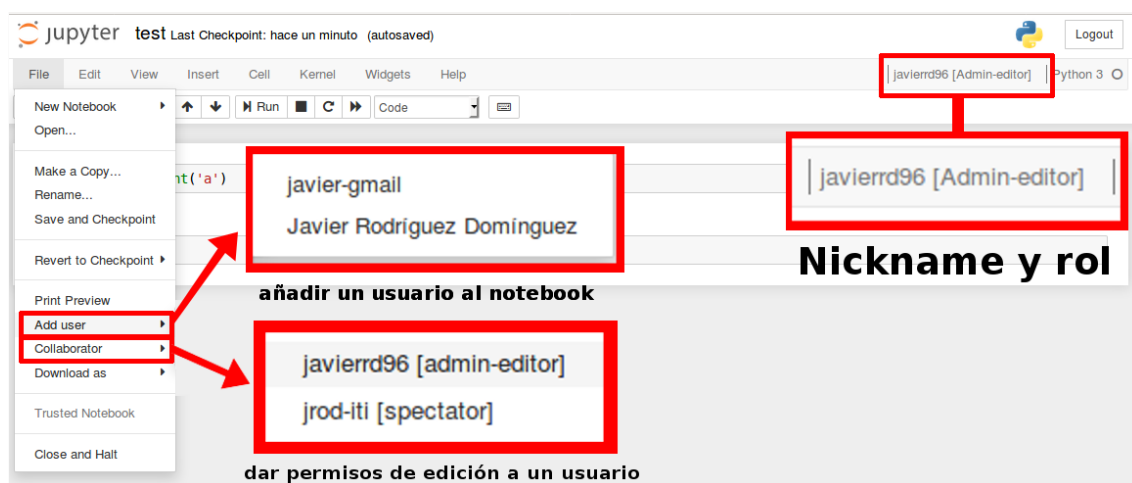 jupyter test Last Checkpoint: hace un minuto (autosaved)
Logout
File Edit View Insert Cell Kernel Widgets Help
javierrd96 [Admin-editor]
Python 3
Run
Code
New Notebook
Open...
Make a Copy...
Rename...
Save and Checkpoint
Revert to Checkpoint
Print Preview
Add user
Collaborator
Download as
Trusted Notebook
Close and Halt
nt('a')
javier-gmail
Javier Rodríguez Domínguez
añadir un usuario al notebook
javierrd96 [admin-editor]
jrod-iti [spectator]
dar permisos de edición a un usuario
javierrd96 [Admin-editor]
Nickname y rol